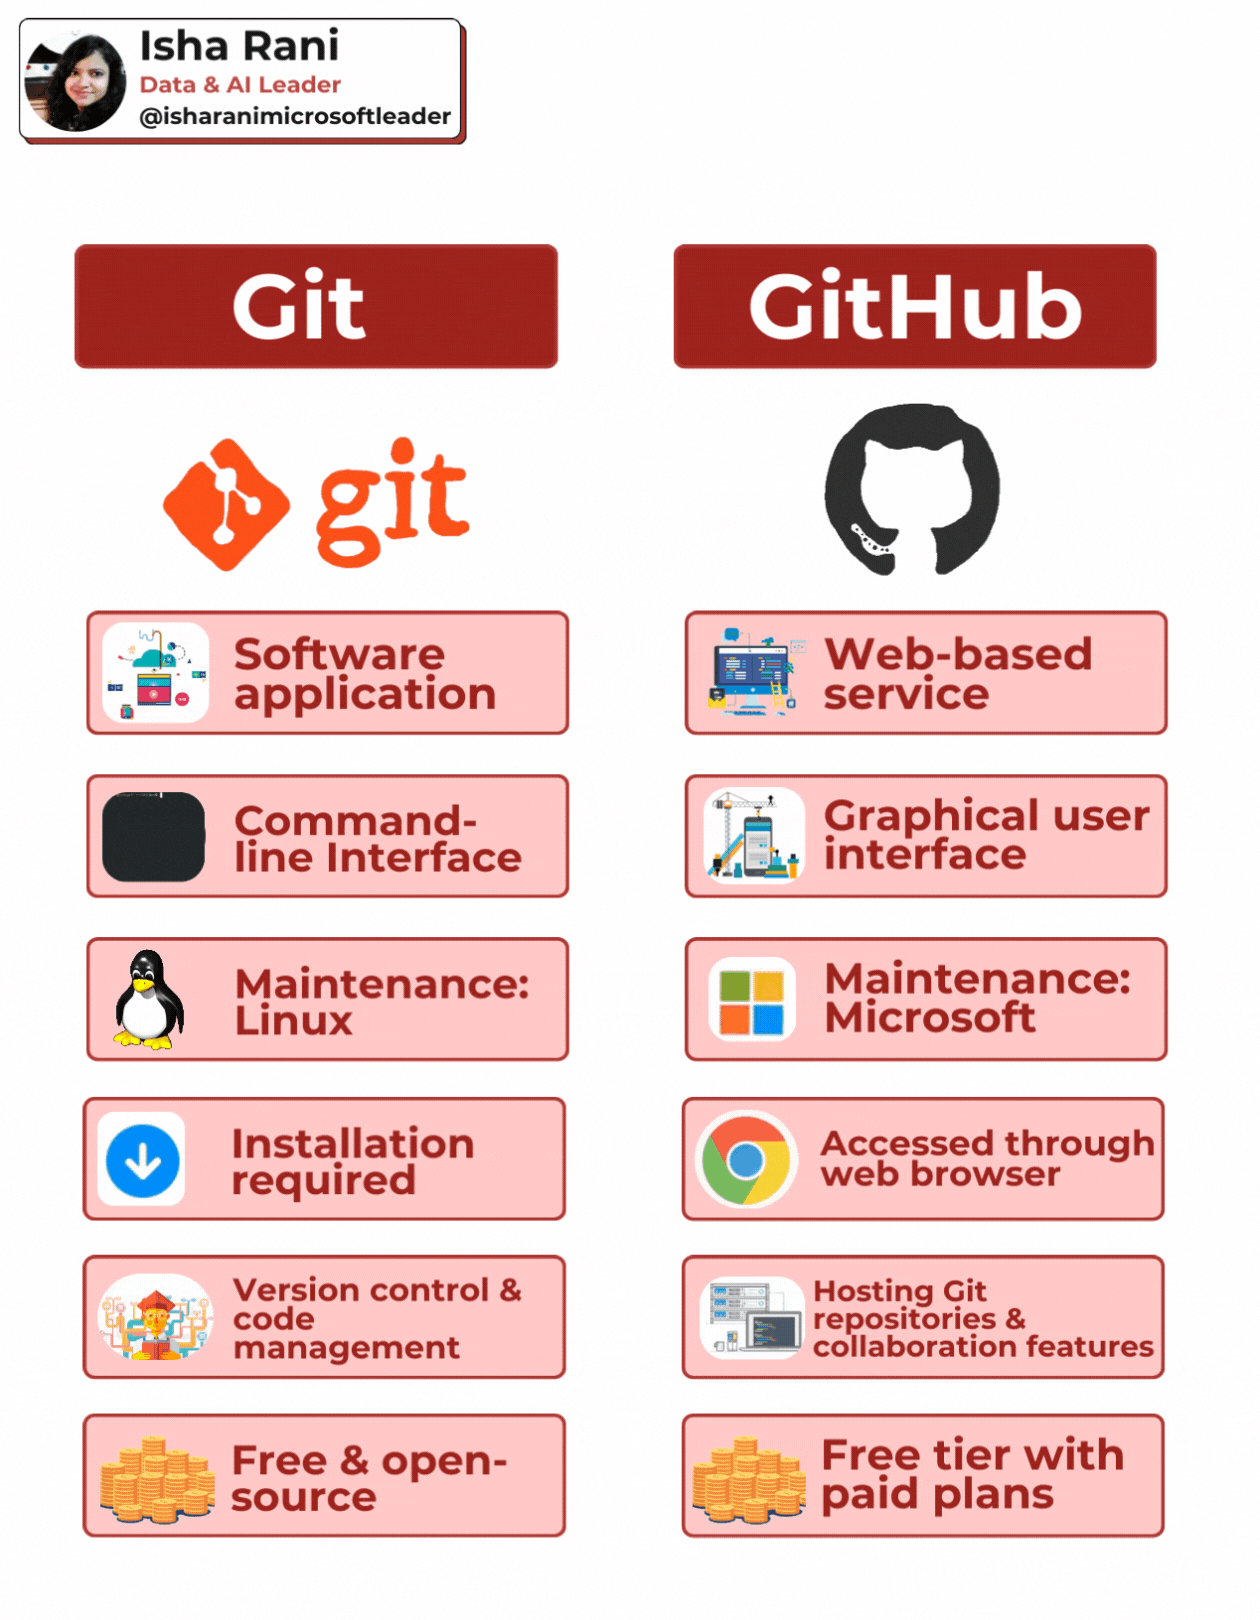 Isha Rani
Data & AI Leader
@isharanimicrosoftleader
Git
GitHub
git
Software
application
Web-based
service
Command-
line Interface
Graphical user
interface
Maintenance:
Linux
Maintenance:
Microsoft
Installation
required
Accessed through
web browser
Version control &
code
management
Hosting Git
repositories &
collaboration features
Free & open-
source
Free tier with
paid plans